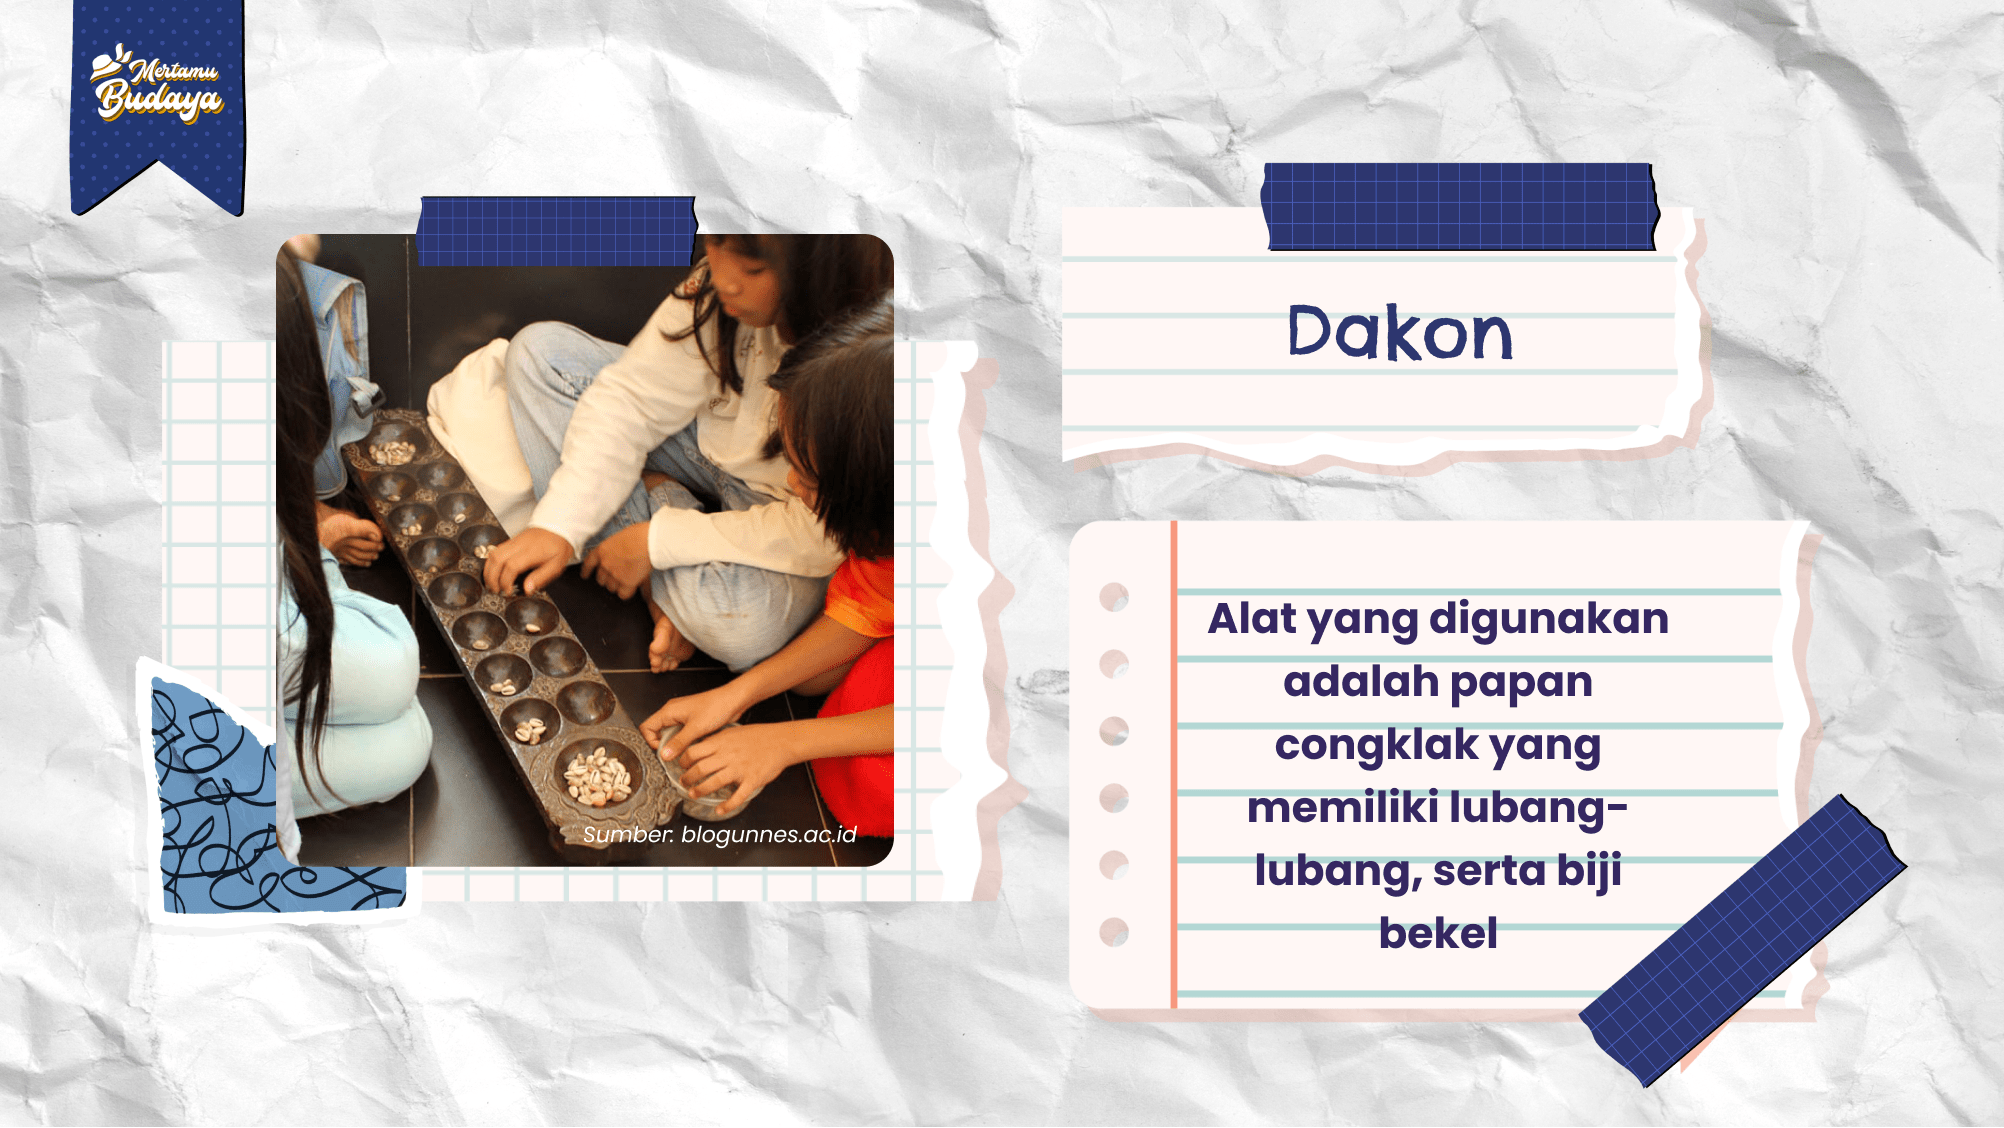 Mertamu
Budaya
Dakon
Sumber: blogunnes.ac.id
Alat yang digunakan
adalah papan
congklak yang
memiliki lubang-
lubang, serta biji
bekel